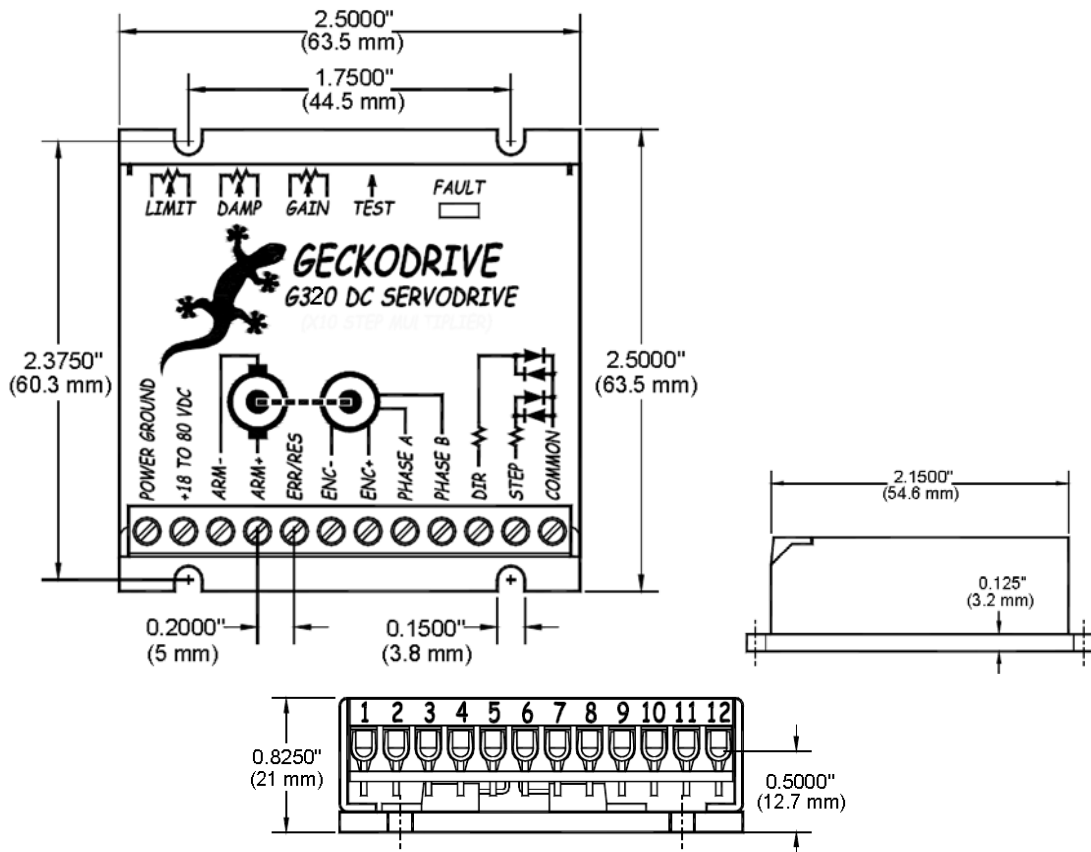 2.5000"
(63.5 mm)
1.7500"
(44.5 mm)
LIMIT DAMP GAIN TEST FAULT
GECKODRIVE
G320 DC SERVODRIVE
(X10 STEP MULTIPLIER)
2.3750"
(60.3 mm)
2.5000"
(63.5 mm)
POWER GROUND
+18 TO 80 VDC
ARM-
ARM+
ERR/RES
ENC-
ENC+
PHASE A
PHASE B
DIR
STEP
COMMON
0.2000"
(5 mm)
0.1500"
(3.8 mm)
2.1500"
(54.6 mm)
0.125"
(3.2 mm)
1 2 3 4 5 6 7 8 9 10 11 12
0.8250"
(21 mm)
0.5000"
(12.7 mm)